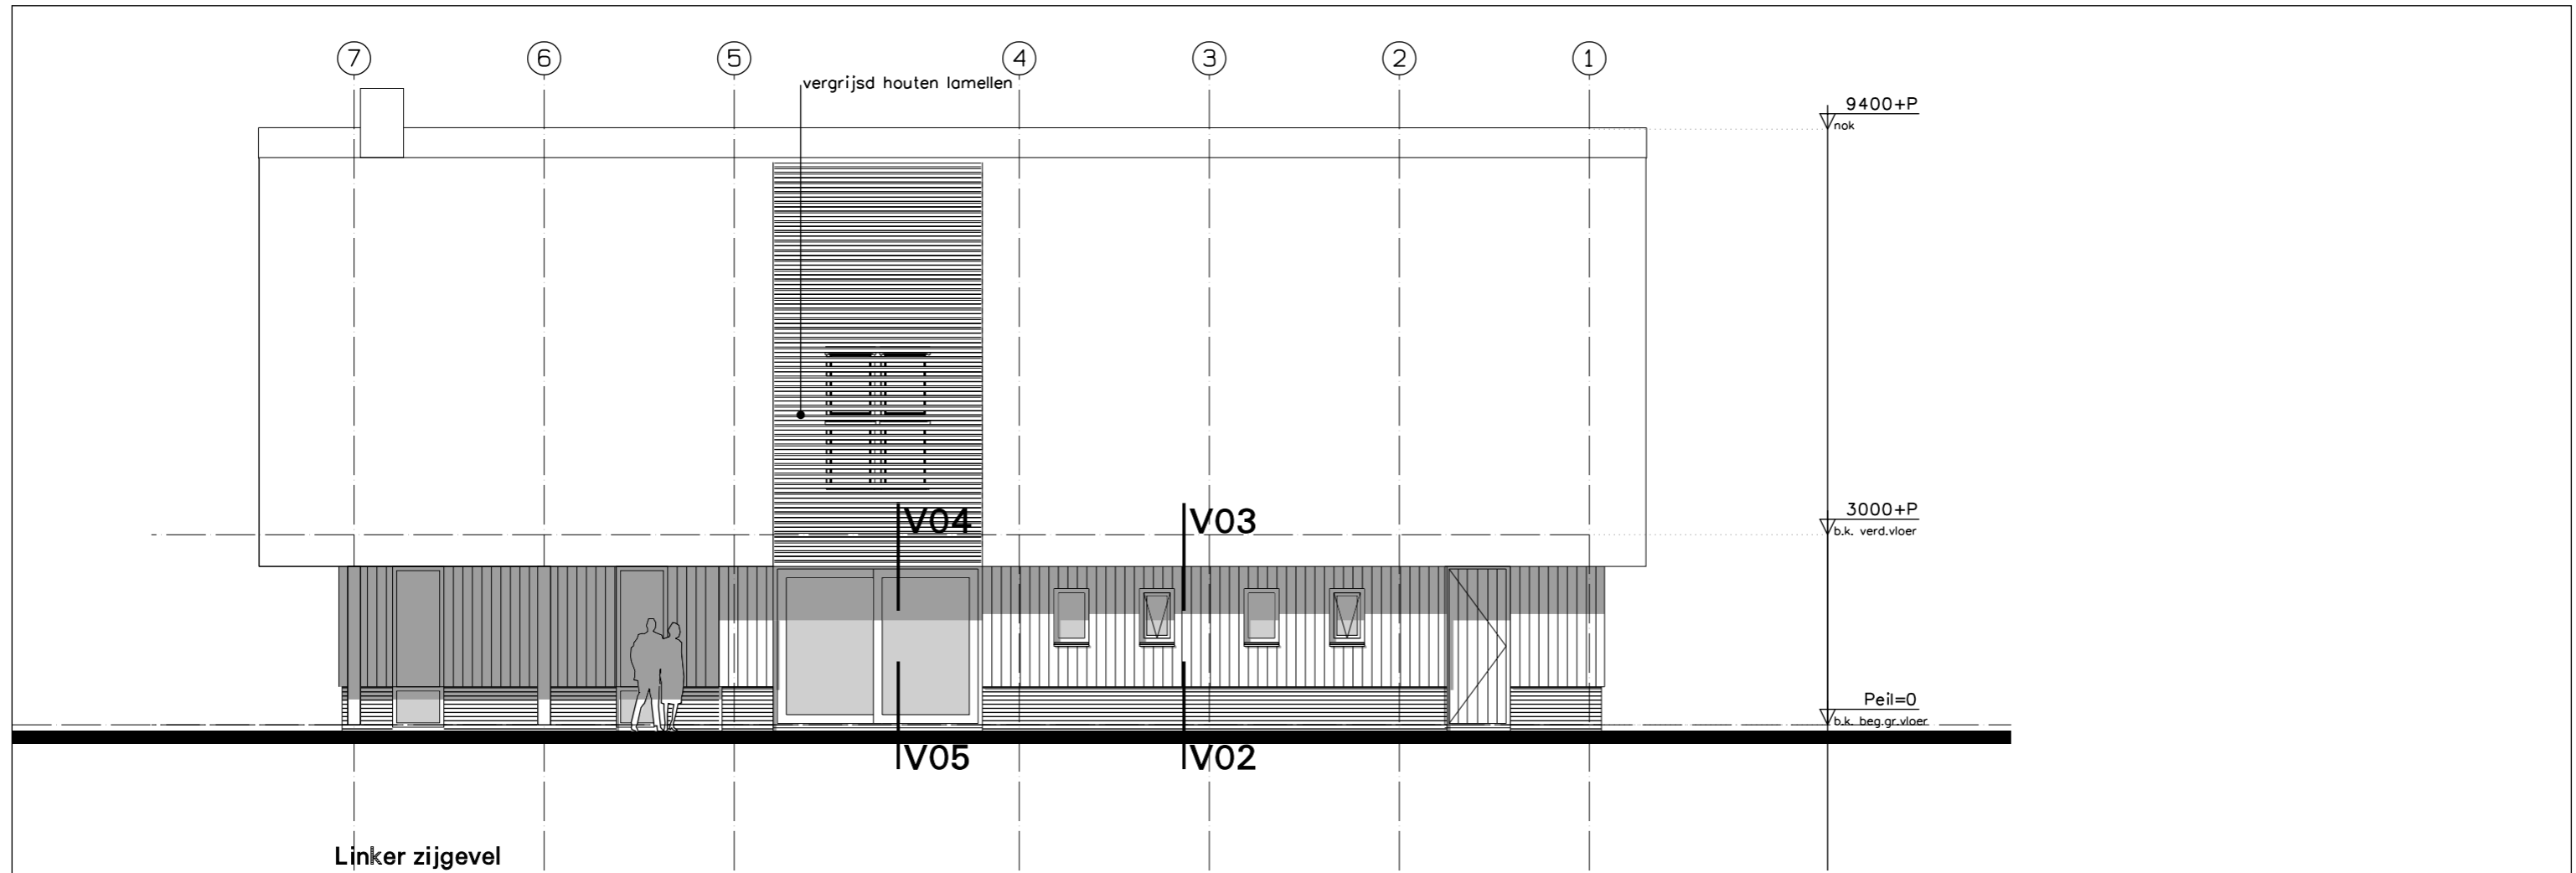 7
6
5
4
3
2
1
vergrijsd houten lamellen
9400+P
nok
3000+P
b.k. verd.vloer
V04
V03
Peil=0
b.k. beg.gr.vloer
V05
V02
Linker zijgevel